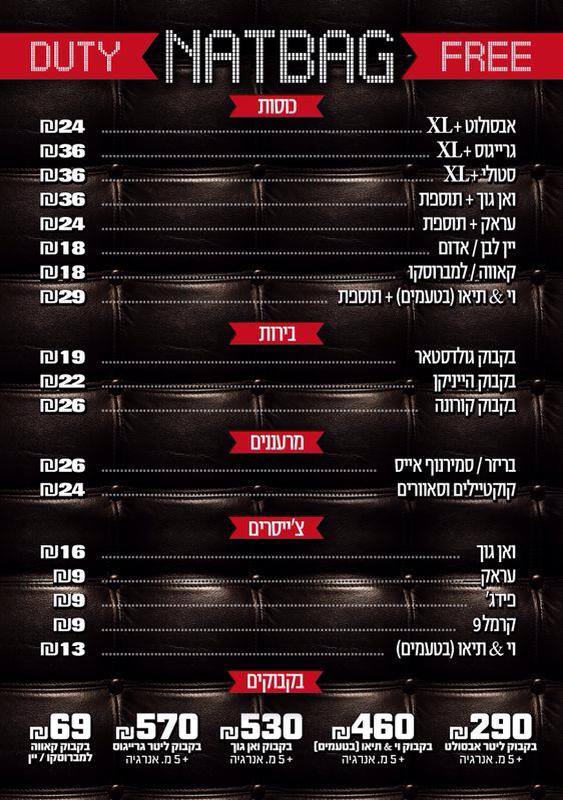 DUTY NATBAG FREE
כוסות
אבסולוט+XL ₪24
גרייגוס+XL ₪36
סטולי+XL ₪36
ואן גוך + תוספת ₪36
עראק + תוספת ₪24
יין לבן / אדום ₪18
קאווה / למברוסקו ₪18
וי & תיאו (בטעמים) + תוספת ₪29
בירות
בקבוק גולדסטאר ₪19
בקבוק הייניקן ₪22
בקבוק קורונה ₪26
מרעננים
בריזר / סמירנוף אייס ₪26
קוקטיילים וסאוורים ₪24
צ'ייסרים
ואן גוך ₪16
עראק ₪9
פידג' ₪9
קרמל9 ₪9
וי & תיאו (בטעמים) ₪13
בקבוקים
₪290
בקבוק ליטר אבסולט
+ 5 מ. אנרגיה
₪460
בקבוק וי & תיאו (בטעמים)
+ 5 מ. אנרגיה
₪530
בקבוק ואן גוך
+ 5 מ. אנרגיה
₪570
בקבוק ליטר גרייגוס
+ 5 מ. אנרגיה
₪69
בקבוק קאווה
למברוסקו / יין